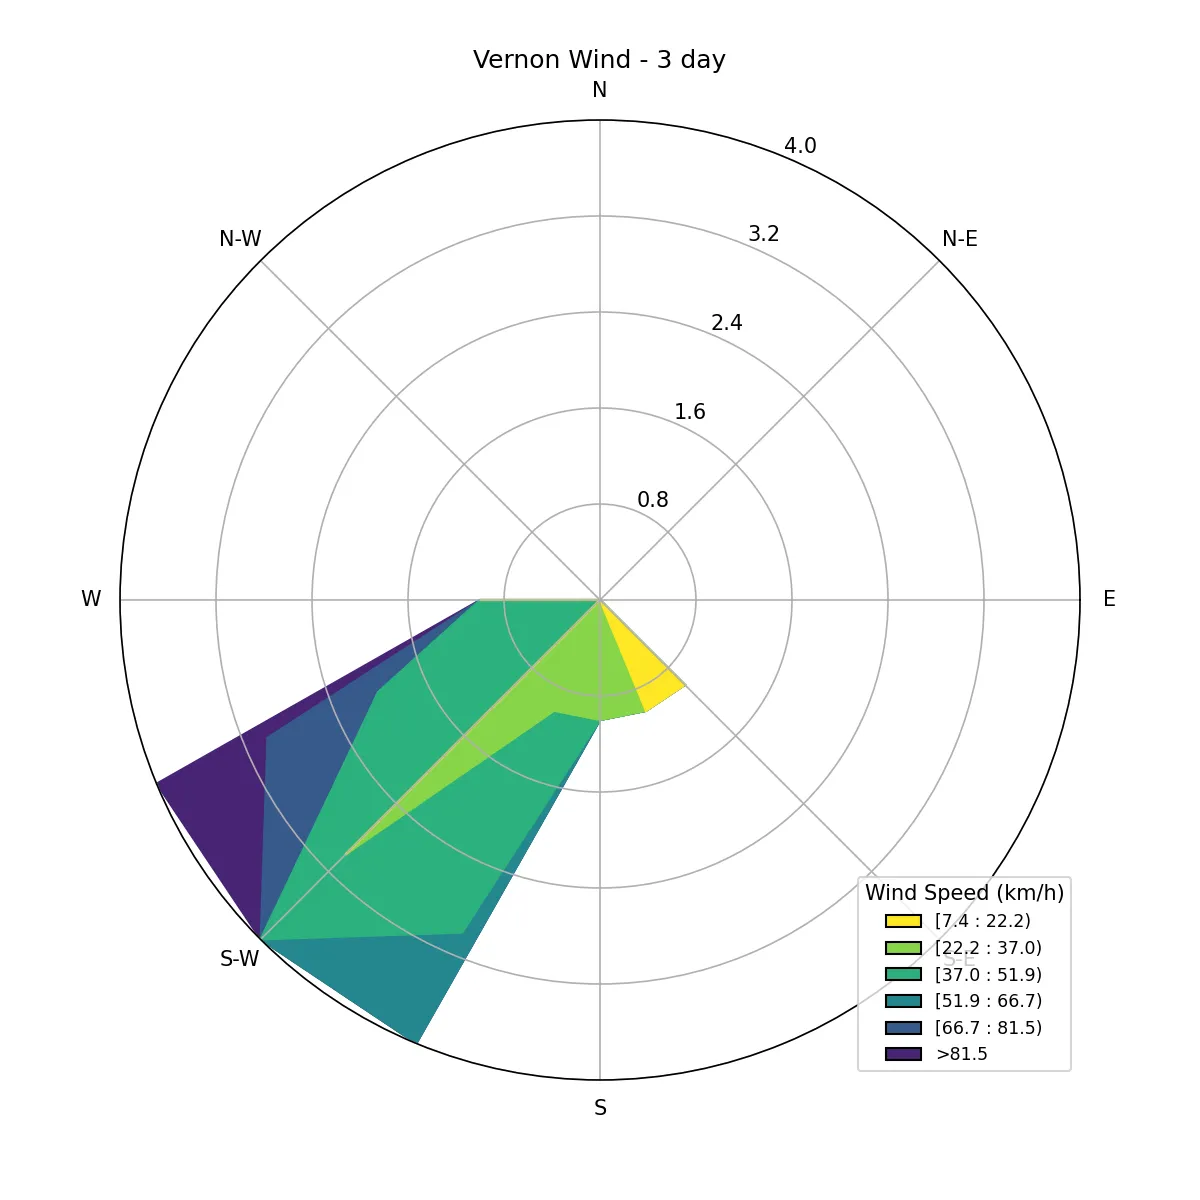 Vernon Wind - 3 day
N
4.0
N-W
3.2
N-E
2.4
1.6
0.8
W
E
Wind Speed (km/h)
[7.4 : 22.2)
[22.2 : 37.0)
S-W
S-E
[37.0 : 51.9)
[51.9 : 66.7)
[66.7 : 81.5)
>81.5
S